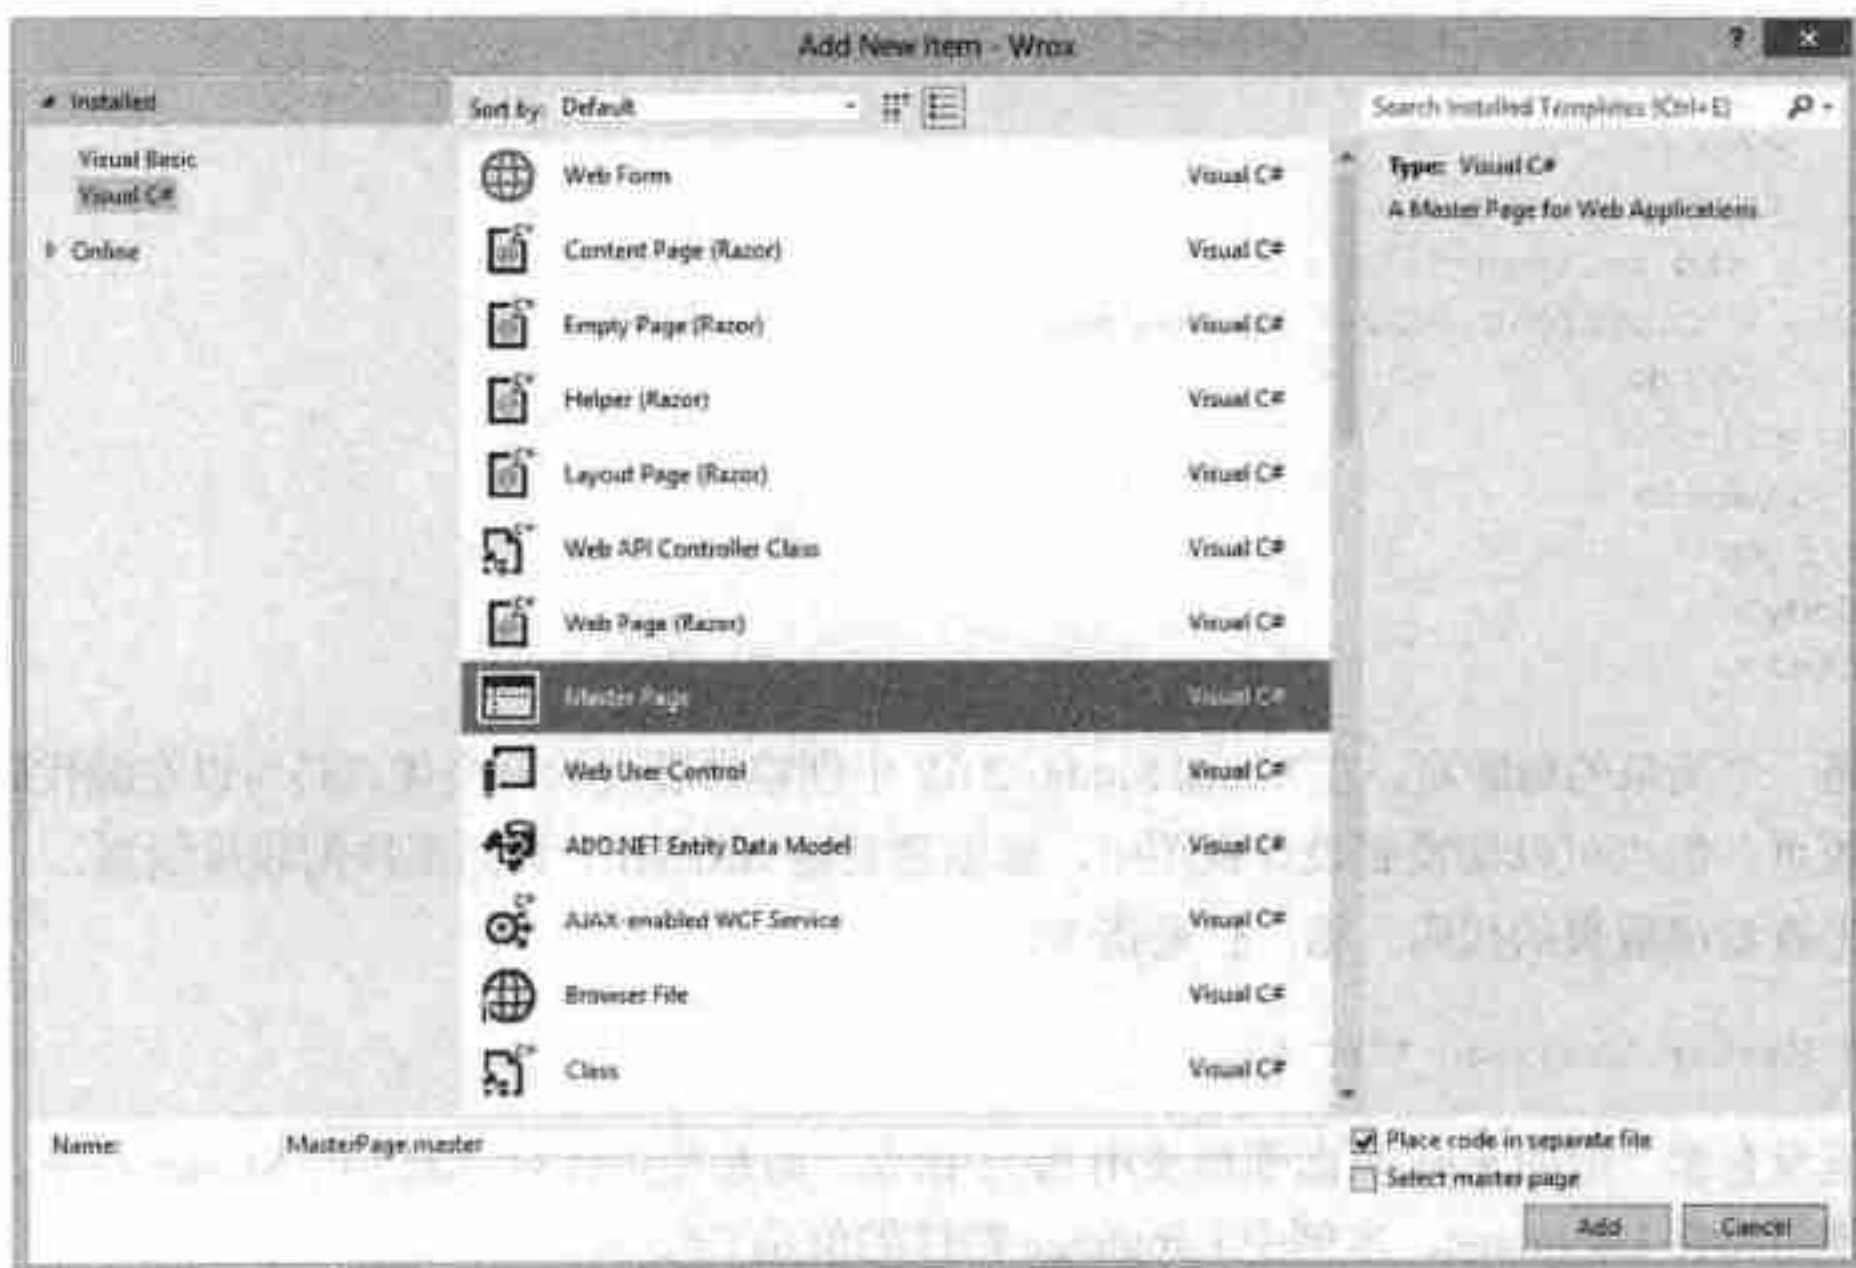 Add New Item - Wrox
?
Installed
Visual Basic
Visual C#
Online
Sort by: Default
Search Installed Templates (Ctrl+E)
Web Form Visual C#
Content Page (Razor) Visual C#
Empty Page (Razor) Visual C#
Helper (Razor) Visual C#
Layout Page (Razor) Visual C#
Web API Controller Class Visual C#
Web Page (Razor) Visual C#
Master Page Visual C#
Web User Control Visual C#
ADO.NET Entity Data Model Visual C#
AJAX-enabled WCF Service Visual C#
Browser File Visual C#
Class Visual C#
Type: Visual C#
A Master Page for Web Applications
Name: MasterPage.master
Place code in separate file
Select master page
Add
Cancel